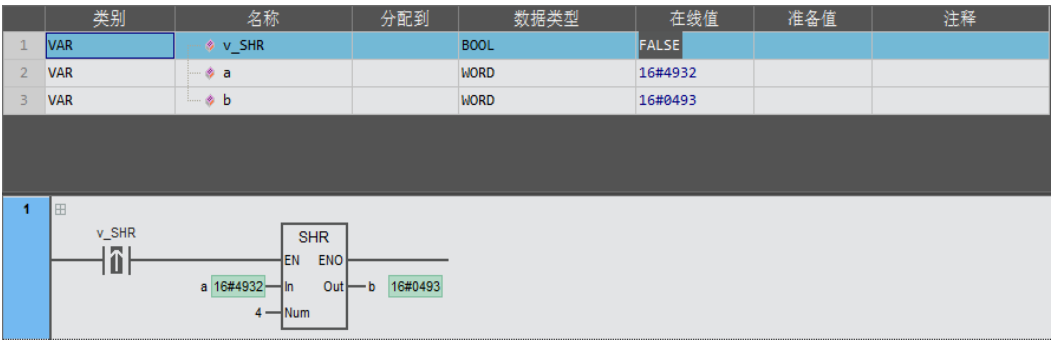 类别 名称 分配到 数据类型 在线值 准备值 注释
1 VAR v_SHR BOOL FALSE
2 VAR a WORD 16#4932
3 VAR b WORD 16#0493
1
v_SHR
SHR
EN ENO
a 16#4932 In Out b 16#0493
4 Num